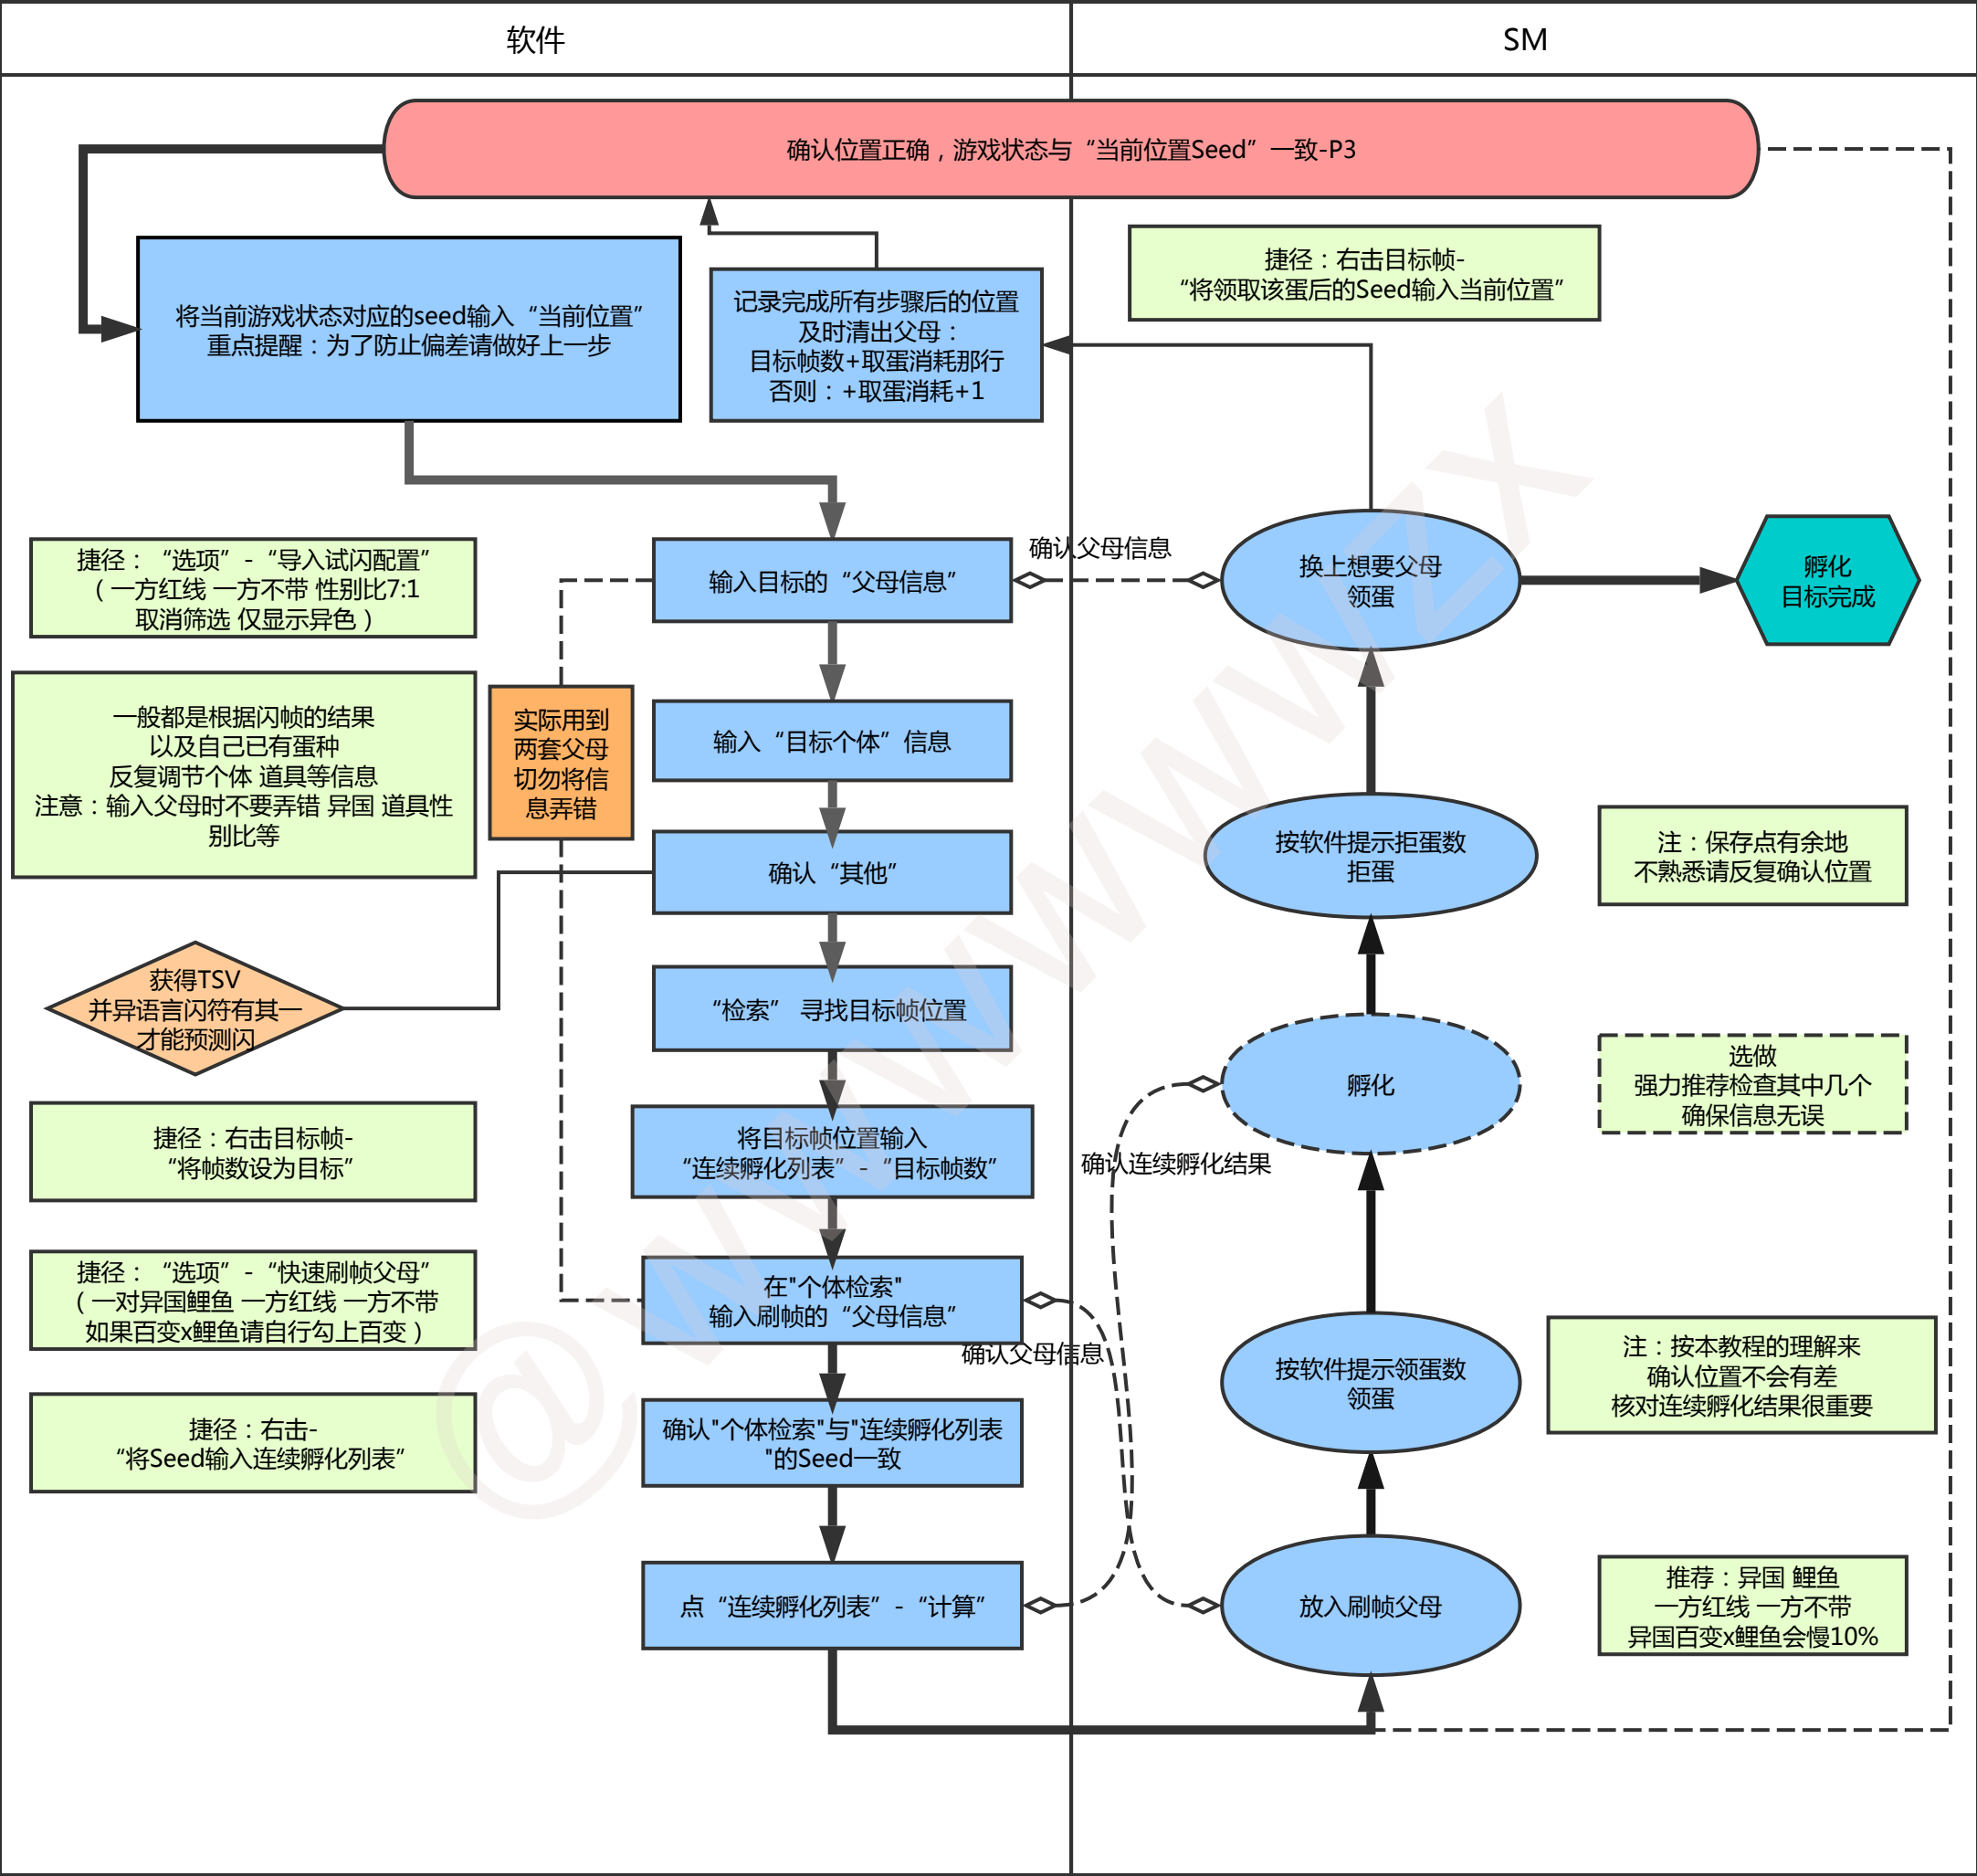 软件
SM
确认位置正确，游戏状态与“当前位置Seed”一致-P3
将当前游戏状态对应的seed输入“当前位置”
重点提醒：为了防止偏差请做好上一步
记录完成所有步骤后的位置
及时清出父母：
目标帧数+取蛋消耗那行
否则：+取蛋消耗+1
捷径：右击目标帧-
“将领取该蛋后的Seed输入当前位置”
捷径：“选项”-“导入试闪配置”
（一方红线 一方不带 性别比7:1
取消筛选 仅显示异色）
输入目标的“父母信息”
确认父母信息
换上想要父母
领蛋
孵化
目标完成
一般都是根据闪帧的结果
以及自己已有蛋种
反复调节个体 道具等信息
注意：输入父母时不要弄错 异国 道具性
别比等
实际用到
两套父母
切勿将信
息弄错
输入“目标个体”信息
确认“其他”
按软件提示拒蛋数
拒蛋
注：保存点有余地
不熟悉请反复确认位置
获得TSV
并异语言闪符有其一
才能预测闪
“检索” 寻找目标帧位置
孵化
选做
强力推荐检查其中几个
确保信息无误
捷径：右击目标帧-
“将帧数设为目标”
将目标帧位置输入
“连续孵化列表”-“目标帧数”
确认连续孵化结果
捷径：“选项”-“快速刷帧父母”
（一对异国鲤鱼 一方红线 一方不带
如果百变x鲤鱼请自行勾上百变）
在"个体检索"
输入刷帧的“父母信息”
确认父母信息
按软件提示领蛋数
领蛋
注：按本教程的理解来
确认位置不会有差
核对连续孵化结果很重要
捷径：右击-
“将Seed输入连续孵化列表”
确认"个体检索"与"连续孵化列表
"的Seed一致
点“连续孵化列表”-“计算”
放入刷帧父母
推荐：异国 鲤鱼
一方红线 一方不带
异国百变x鲤鱼会慢10%
@wwwwwzx